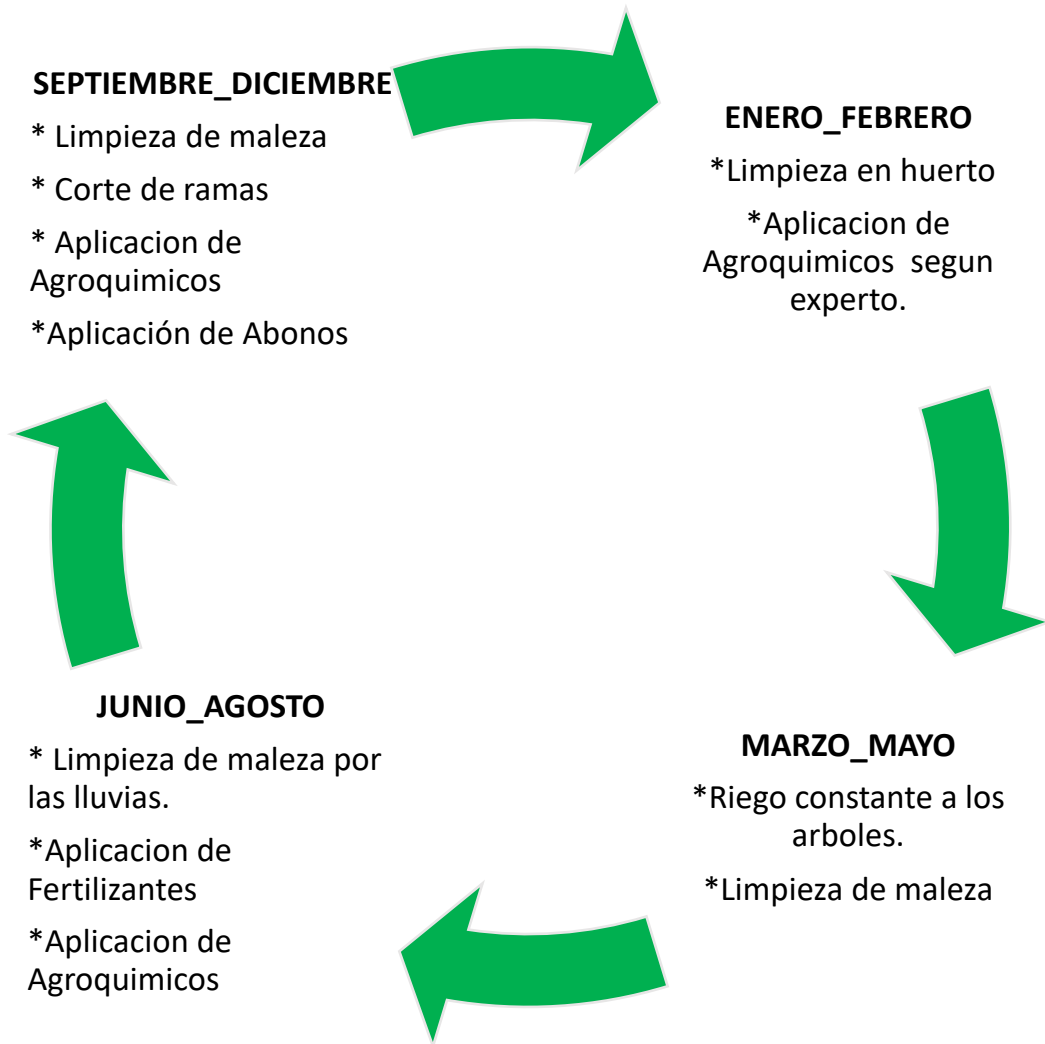 SEPTIEMBRE_DICIEMBRE
* Limpieza de maleza
* Corte de ramas
* Aplicacion de
Agroquimicos
*Aplicación de Abonos
ENERO_FEBRERO
*Limpieza en huerto
*Aplicacion de
Agroquimicos  segun
experto.
MARZO_MAYO
*Riego constante a los
arboles.
*Limpieza de maleza
JUNIO_AGOSTO
* Limpieza de maleza por
las lluvias.
*Aplicacion de
Fertilizantes
*Aplicacion de
Agroquimicos